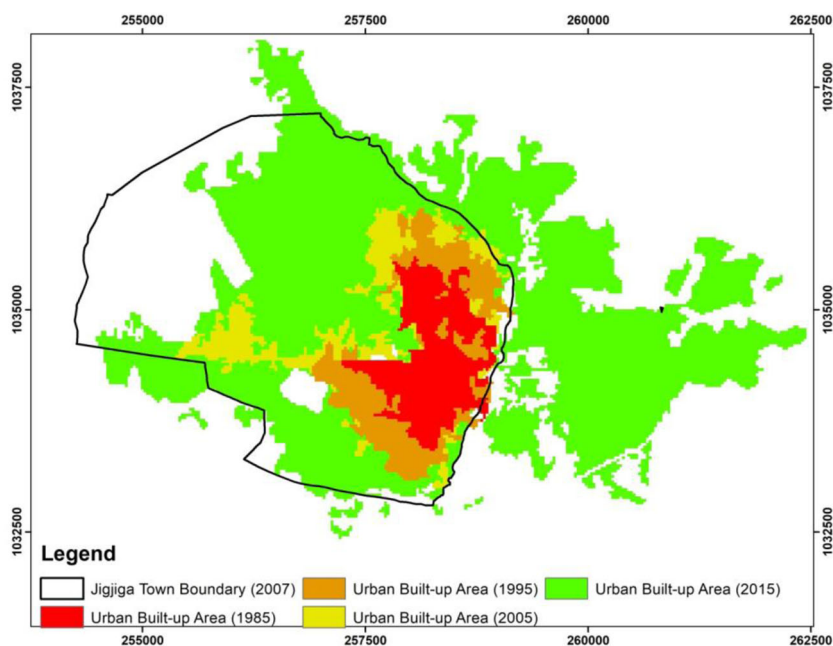 255000 257500 260000 262500
1037500 1037500
1035000 1035000
1032500 1032500
Legend
Jigjiga Town Boundary (2007) Urban Built-up Area (1995) Urban Built-up Area (2015)
Urban Built-up Area (1985) Urban Built-up Area (2005)
255000 257500 260000 262500